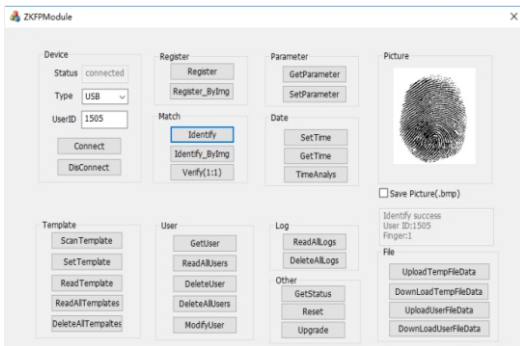 ZKFPModule
Device
Status connected
Type USB
UserID 1505
Connect
DisConnect
Register
Register
Register_ByImg
Match
Identify
Identify_ByImg
Verify(1:1)
Parameter
GetParameter
SetParameter
Date
SetTime
GetTime
TimeAnalys
Picture
Save Picture(.bmp)
Identify success
User ID:1505
Finger:1
Template
ScanTemplate
SetTemplate
ReadTemplate
ReadAllTemplates
DeleteAllTempaltes
User
GetUser
ReadAllUsers
DeleteUser
DeleteAllUsers
ModifyUser
Log
ReadAllLogs
DeleteAllLogs
Other
GetStatus
Reset
Upgrade
File
UploadTempFileData
DownLoadTempFileData
UploadUserFileData
DownLoadUserFileData